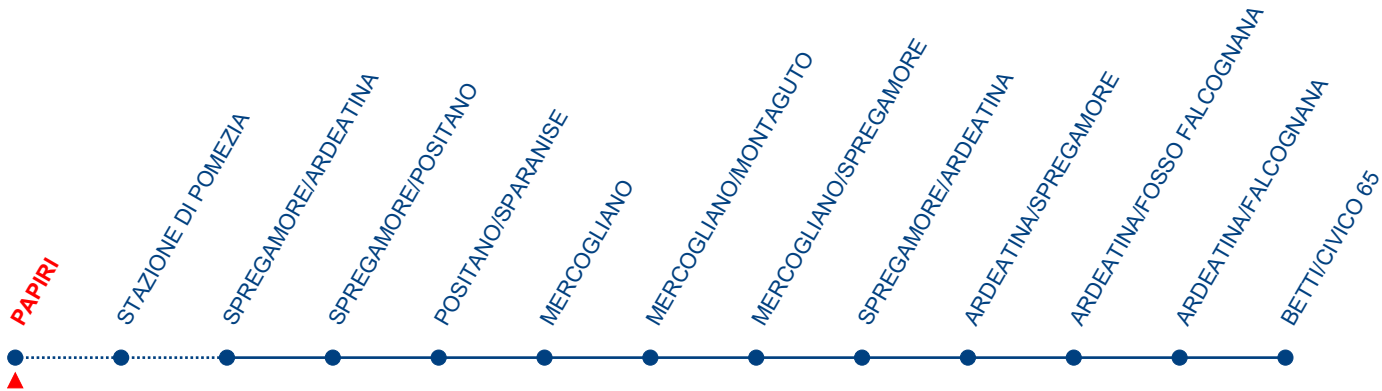 PAPIRI
STAZIONE DI POMEZIA
SPREGAMORE/ARDEATINA
SPREGAMORE/POSITANO
POSITANO/SPARANISE
MERCOGLIANO
MERCOGLIANO/MONTAGUTO
MERCOGLIANO/SPREGAMORE
SPREGAMORE/ARDEATINA
ARDEATINA/SPREGAMORE
ARDEATINA/FOSSO FALCOGNANA
ARDEATINA/FALCOGNANA
BETTI/CIVICO 65